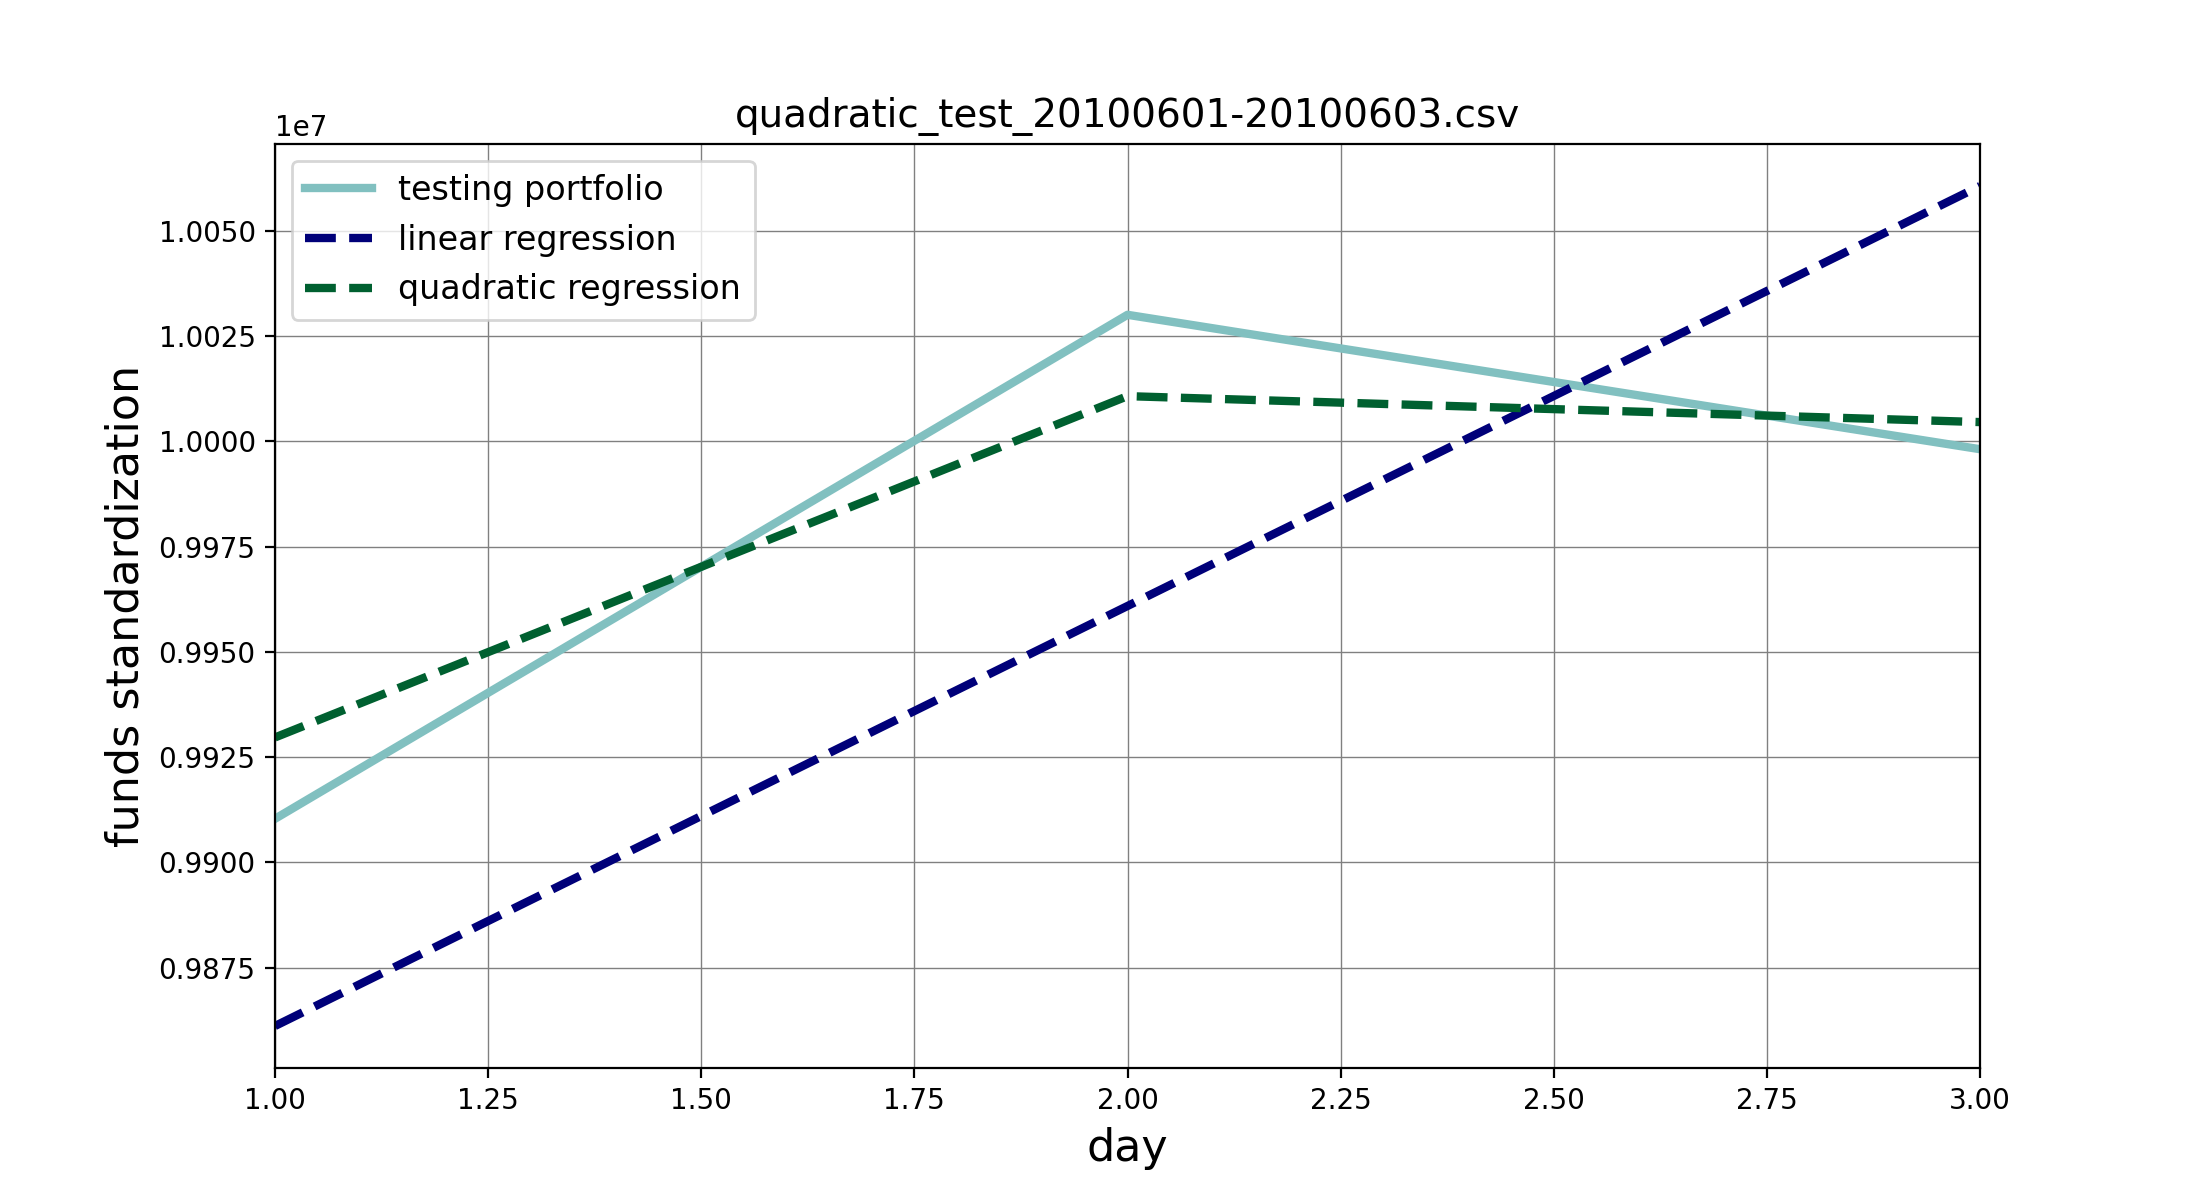 quadratic_test_20100601-20100603.csv
1e7
testing portfolio
linear regression
quadratic regression
funds standardization
1.0050
1.0025
1.0000
0.9975
0.9950
0.9925
0.9900
0.9875
1.00 1.25 1.50 1.75 2.00 2.25 2.50 2.75 3.00
day